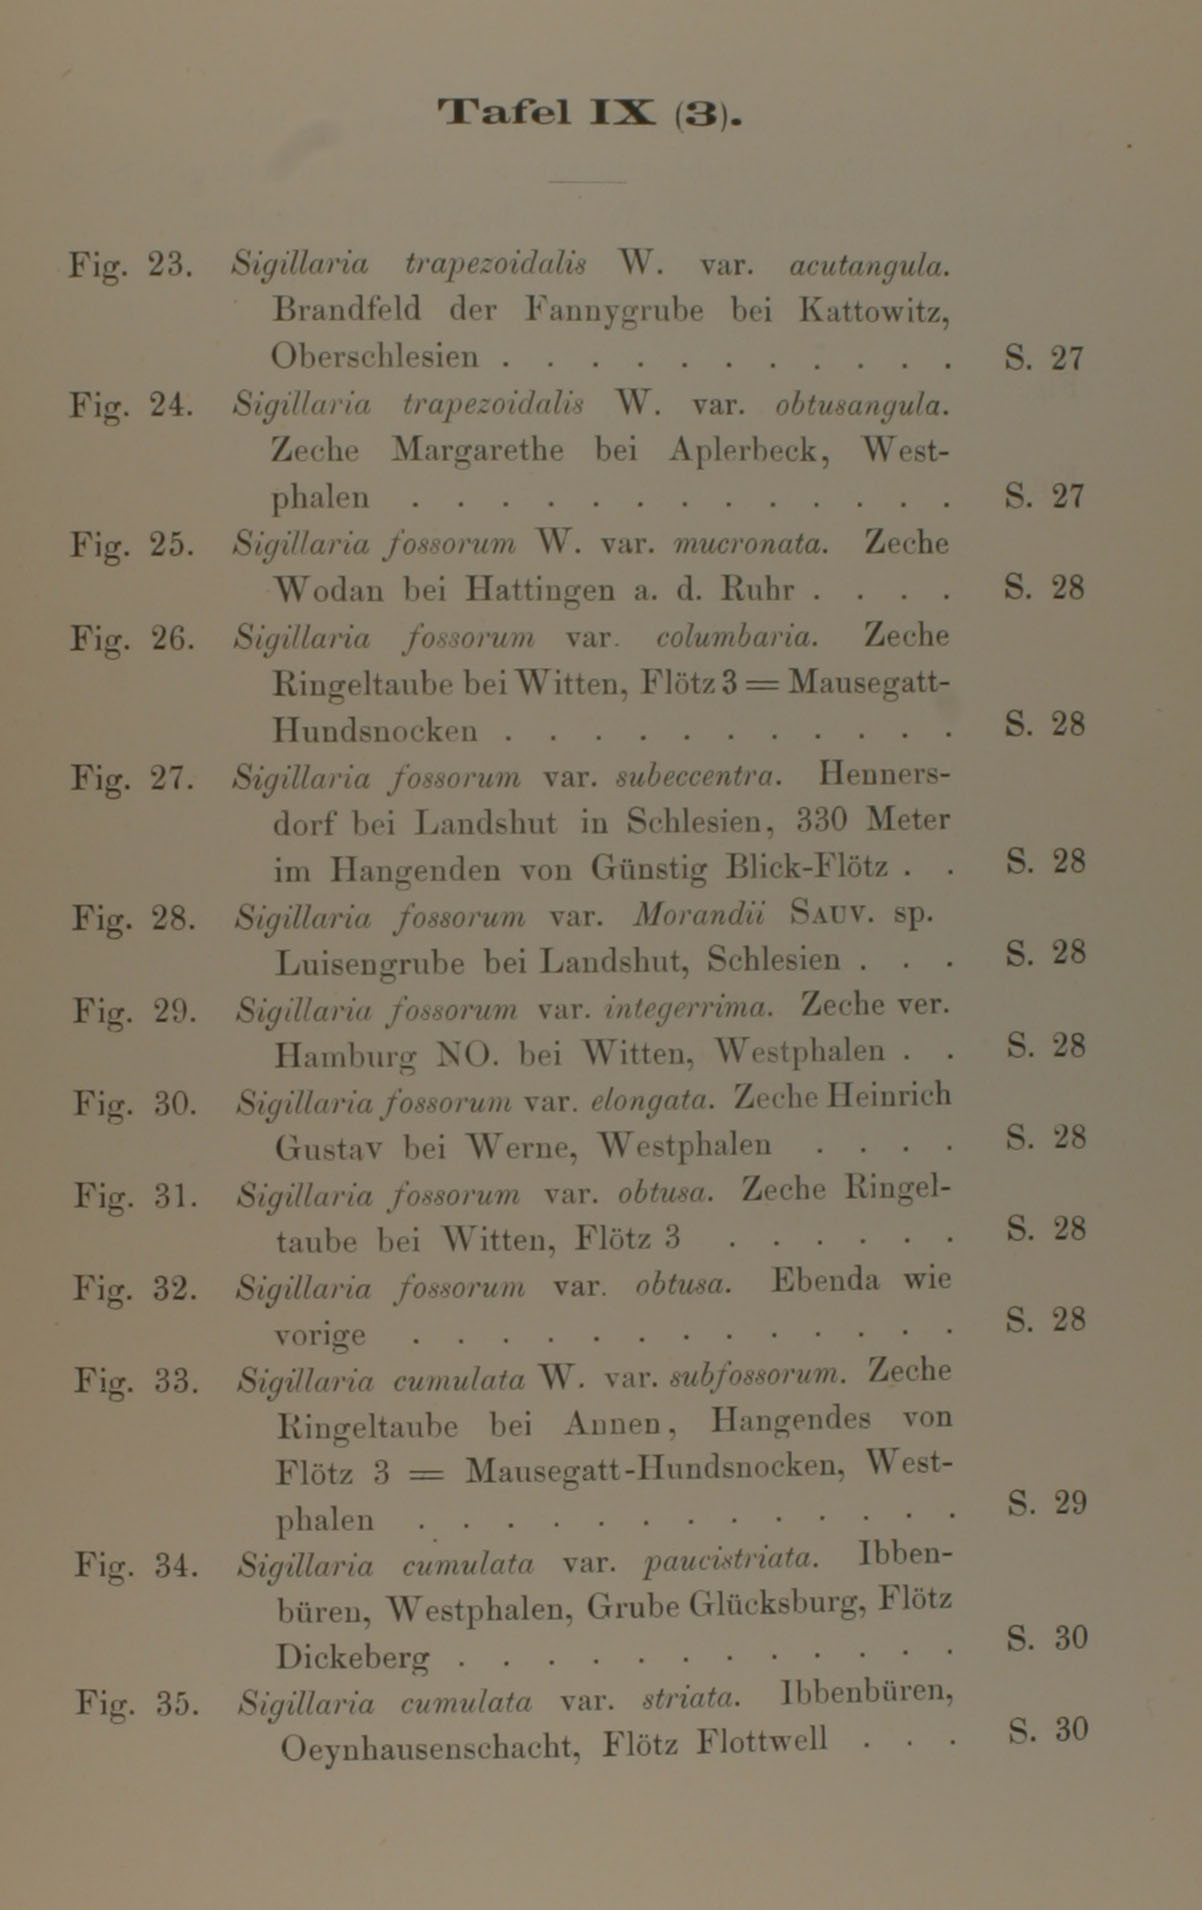 Tafel IX (3).
Fig. 23. Sigillaria trapezoidalis W. var. acutangula.
Brandfeld der Fannygrube bei Kattowitz,
Oberschlesien . . . . . . . . . . . S. 27
Fig. 24. Sigillaria trapezoidalis W. var. obtusangula.
Zeche Margarethe bei Aplerbeck, West-
phalen . . . . . . . . . . . . . S. 27
Fig. 25. Sigillaria fossorum W. var. mucronata. Zeche
Wodan bei Hattingen a. d. Ruhr . . . . S. 28
Fig. 26. Sigillaria fossorum var. columbaria. Zeche
Ringeltaube bei Witten, Flötz 3 = Mausegatt-
Hundsnocken . . . . . . . . . . . S. 28
Fig. 27. Sigillaria fossorum var. subeccentra. Henners-
dorf bei Landshut in Schlesien, 330 Meter
im Hangenden von Günstig Blick-Flötz . . S. 28
Fig. 28. Sigillaria fossorum var. Morandii SAUV. sp.
Luisengrube bei Landshut, Schlesien . . . S. 28
Fig. 29. Sigillaria fossorum var. integerrima. Zeche ver.
Hamburg NO. bei Witten, Westphalen . . S. 28
Fig. 30. Sigillaria fossorum var. elongata. Zeche Heinrich
Gustav bei Werne, Westphalen . . . . S. 28
Fig. 31. Sigillaria fossorum var. obtusa. Zeche Ringel-
taube bei Witten, Flötz 3 . . . . . . S. 28
Fig. 32. Sigillaria fossorum var. obtusa. Ebenda wie
vorige . . . . . . . . . . . . . S. 28
Fig. 33. Sigillaria cumulata W. var. subfossorum. Zeche
Ringeltaube bei Annen, Hangendes von
Flötz 3 = Mausegatt-Hundsnocken, West-
phalen . . . . . . . . . . . . . S. 29
Fig. 34. Sigillaria cumulata var. paucistriata. Ibben-
büren, Westphalen, Grube Glücksburg, Flötz
Dickeberg . . . . . . . . . . . . S. 30
Fig. 35. Sigillaria cumulata var. striata. Ibbenbüren,
Oeynhausenschacht, Flötz Flottwell . . . S. 30